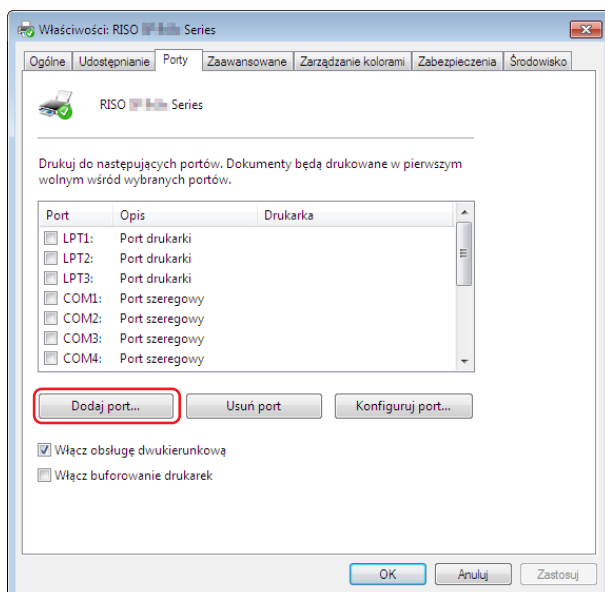 Właściwości: RISO Series
Ogólne Udostępnianie Porty Zaawansowane Zarządzanie kolorami Zabezpieczenia Środowisko
RISO Series
Drukuj do następujących portów. Dokumenty będą drukowane w pierwszym
wolnym wśród wybranych portów.
Port Opis Drukarka
LPT1: Port drukarki
LPT2: Port drukarki
LPT3: Port drukarki
COM1: Port szeregowy
COM2: Port szeregowy
COM3: Port szeregowy
COM4: Port szeregowy
Dodaj port... Usuń port Konfiguruj port...
Włącz obsługę dwukierunkową
Włącz buforowanie drukarek
OK Anuluj Zastosuj